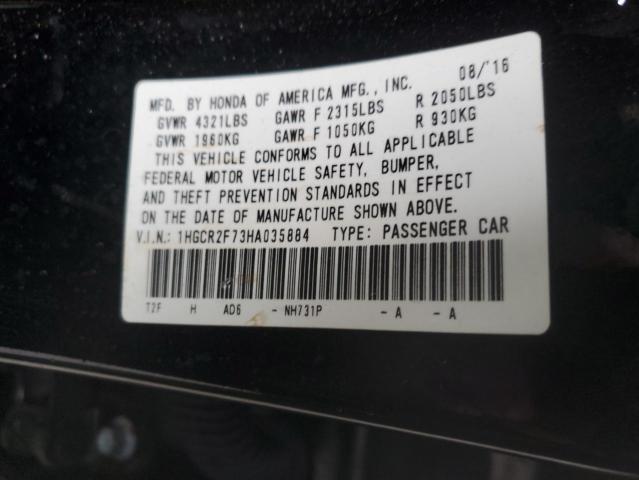 MFD. BY HONDA OF AMERICA MFG., INC. 08/'16
GVWR 4321LBS GAWR F 2315LBS R 2050LBS
GVWR 1960KG GAWR F 1050KG R 930KG
THIS VEHICLE CONFORMS TO ALL APPLICABLE
FEDERAL MOTOR VEHICLE SAFETY, BUMPER,
AND THEFT PREVENTION STANDARDS IN EFFECT
ON THE DATE OF MANUFACTURE SHOWN ABOVE.
V.I.N.: 1HGCR2F73HA035884 TYPE: PASSENGER CAR
T2F H AD6 - NH731P - A - A